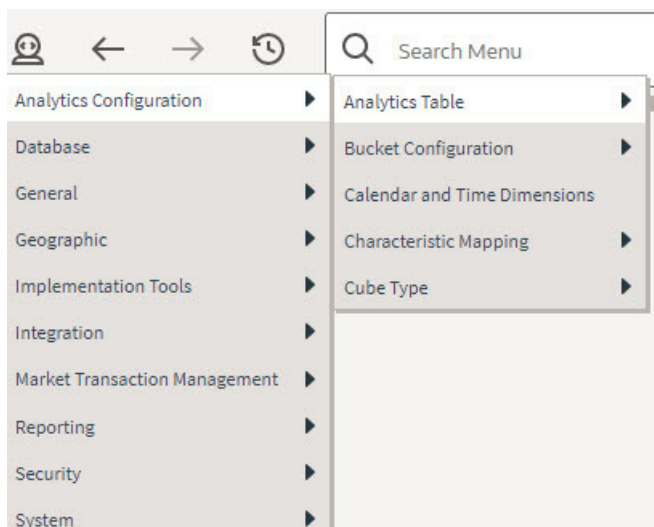 Search Menu
Analytics Configuration
Database
General
Geographic
Implementation Tools
Integration
Market Transaction Management
Reporting
Security
System
Analytics Table
Bucket Configuration
Calendar and Time Dimensions
Characteristic Mapping
Cube Type